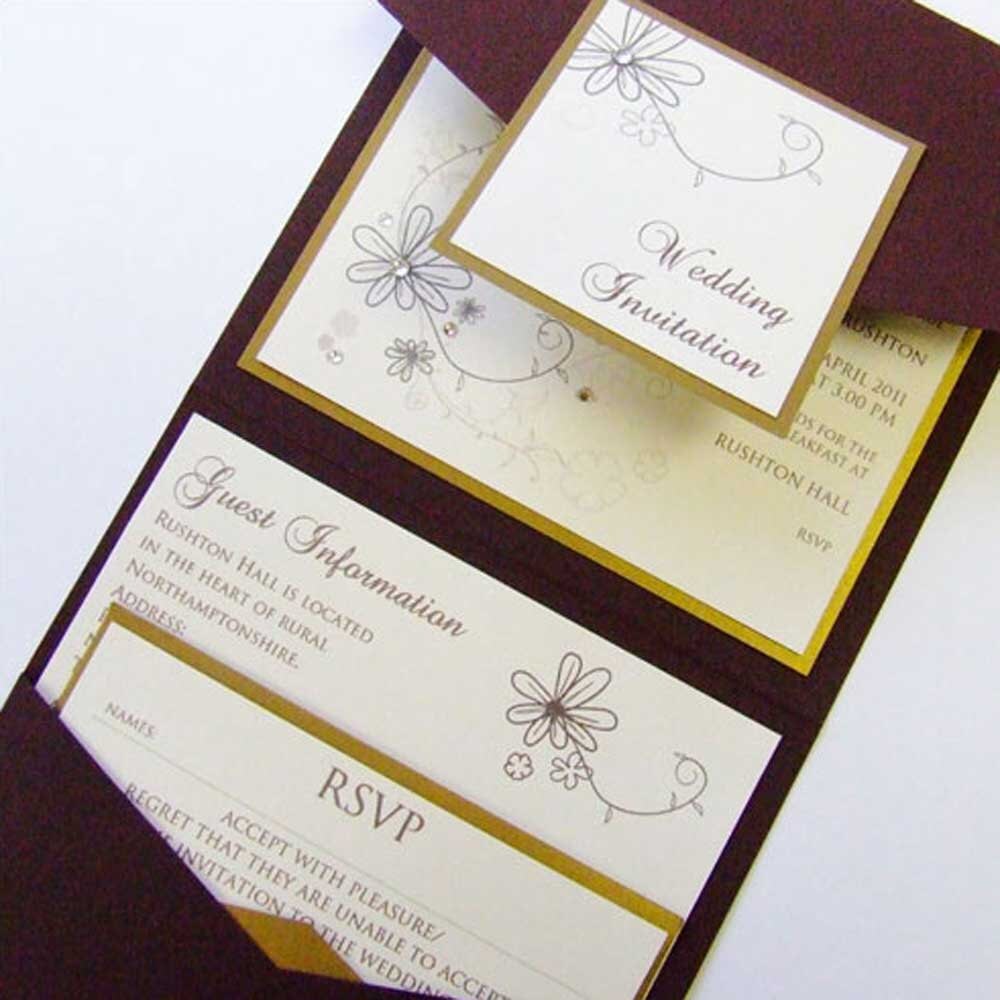 Wedding
Invitation
RUSHTON
APRIL 2011
AT 3.00 PM
FOR THE
AT
RUSHTON HALL
RSVP
Guest Information
RUSHTON HALL IS LOCATED
IN THE HEART OF RURAL
NORTHAMPTONSHIRE.
ADDRESS:
NAMES:
RSVP
ACCEPT WITH PLEASURE/
REGRET THAT THEY ARE UNABLE TO ACCEPT
INVITATION TO THE WEDDING